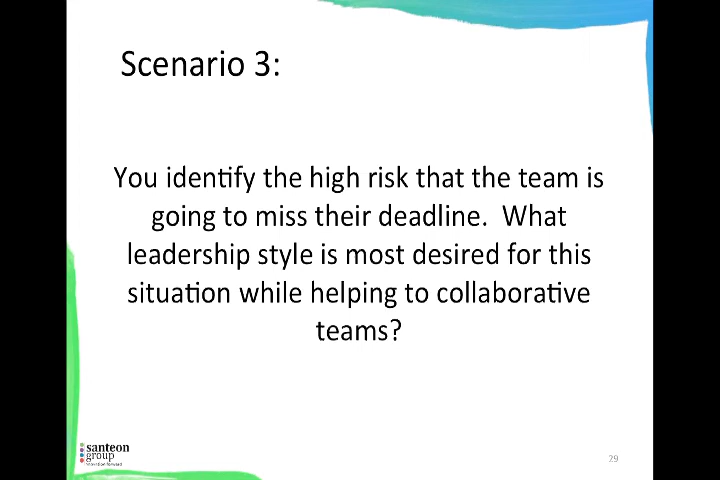 Scenario 3:
You identify the high risk that the team is
going to miss their deadline.  What
leadership style is most desired for this
situation while helping to collaborative
teams?
santeon
group
29